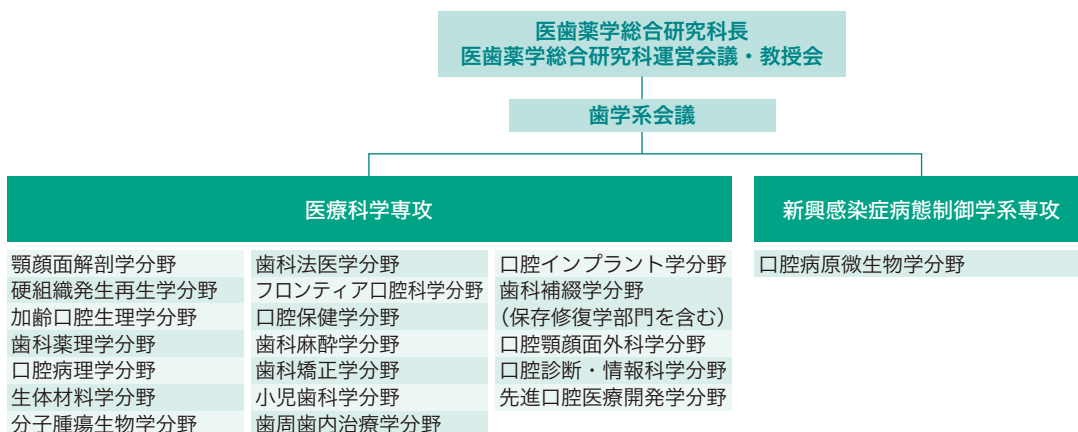 医歯薬学総合研究科長
医歯薬学総合研究科運営会議・教授会
歯学系会議
医療科学専攻
顎顔面解剖学分野
硬組織発生再生学分野
加齢口腔生理学分野
歯科薬理学分野
口腔病理学分野
生体材料学分野
分子腫瘍生物学分野
歯科法医学分野
フロンティア口腔科学分野
口腔保健学分野
歯科麻酔学分野
歯科矯正学分野
小児歯科学分野
歯周歯内治療学分野
口腔インプラント学分野
歯科補綴学分野
（保存修復学部門を含む）
口腔顎顔面外科学分野
口腔診断・情報科学分野
先進口腔医療開発学分野
新興感染症病態制御学系専攻
口腔病原微生物学分野